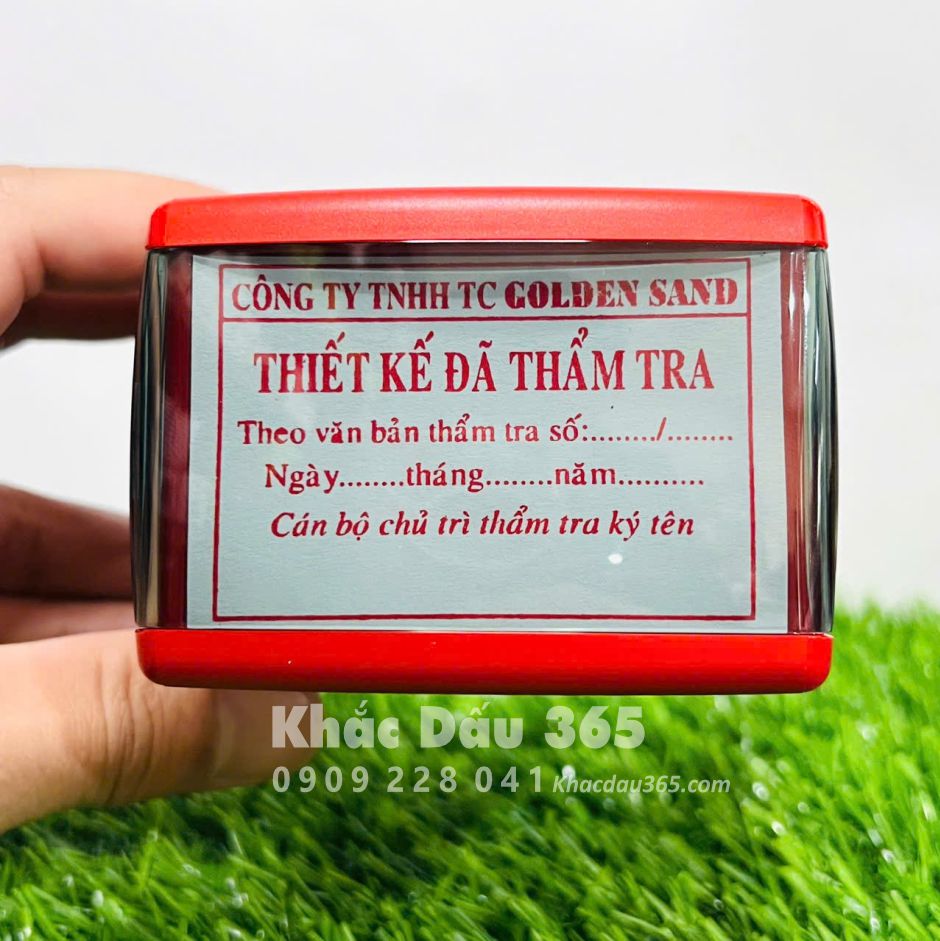 CÔNG TY TNHH TC GOLDEN SAND
THIẾT KẾ ĐÃ THẨM TRA
Theo văn bản thẩm tra số:......../........
Ngày........tháng........năm..........
Cán bộ chủ trì thẩm tra ký tên
Khắc Dấu 365
0909 228 041 Khacdau365.com